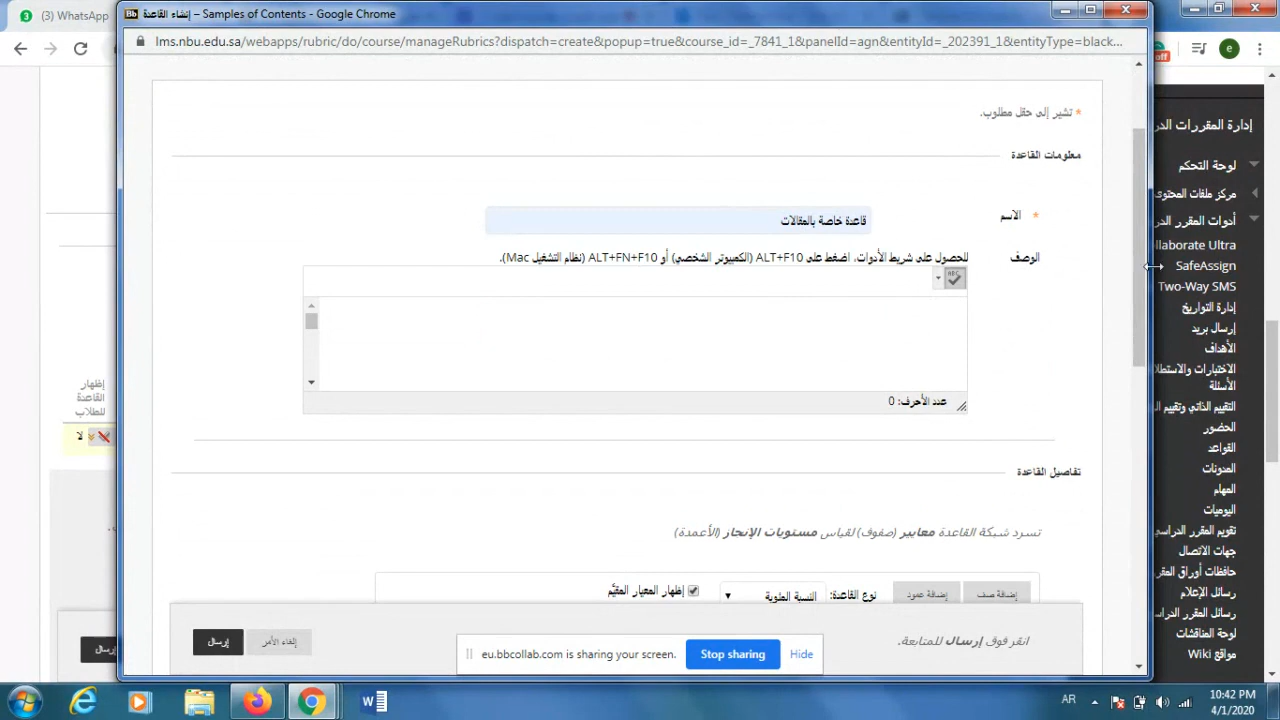 (3) WhatsApp
إنشاء القاعدة – Samples of Contents - Google Chrome
lms.nbu.edu.sa/webapps/rubric/do/course/manageRubrics?dispatch=create&popup=true&course_id=_7841_1&panelId=agn&entityId=_202391_1&entityType=black...
off
e
* تشير إلى حقل مطلوب.
معلومات القاعدة
* الاسم
قاعدة خاصة بالمقالات
الوصف
للحصول على شريط الأدوات، اضغط على ALT+F10 (الكمبيوتر الشخصي) أو ALT+FN+F10 (نظام التشغيل Mac).
ABC
عدد الأحرف: 0
تفاصيل القاعدة
تسرد شبكة القاعدة معايير (صفوف) لقياس مستويات الإنجاز (الأعمدة)
إضافة صف
إضافة عمود
نوع القاعدة:
النسبة المئوية
إظهار المعيار المقيّم
انقر فوق إرسال للمتابعة.
إلغاء الأمر
إرسال
eu.bbcollab.com is sharing your screen.
Stop sharing
Hide
إدارة المقررات الدر
لوحة التحكم
مركز ملفات المحتوى
أدوات المقرر الدر
llaborate Ultra
SafeAssign
Two-Way SMS
إدارة التواريخ
إرسال بريد
الأهداف
الاختبارات والاستطلا
الأسئلة
التقييم الذاتي وتقييم ال
الحضور
القواعد
المدونات
المهام
اليوميات
تقويم المقرر الدراسي
جهات الاتصال
حافظات أوراق المقر
رسائل الإعلام
رسائل المقرر الدراس
لوحة المناقشات
مواقع Wiki
إظهار
القاعدة
للطلاب
لا
إرسال
AR
10:42 PM
4/1/2020